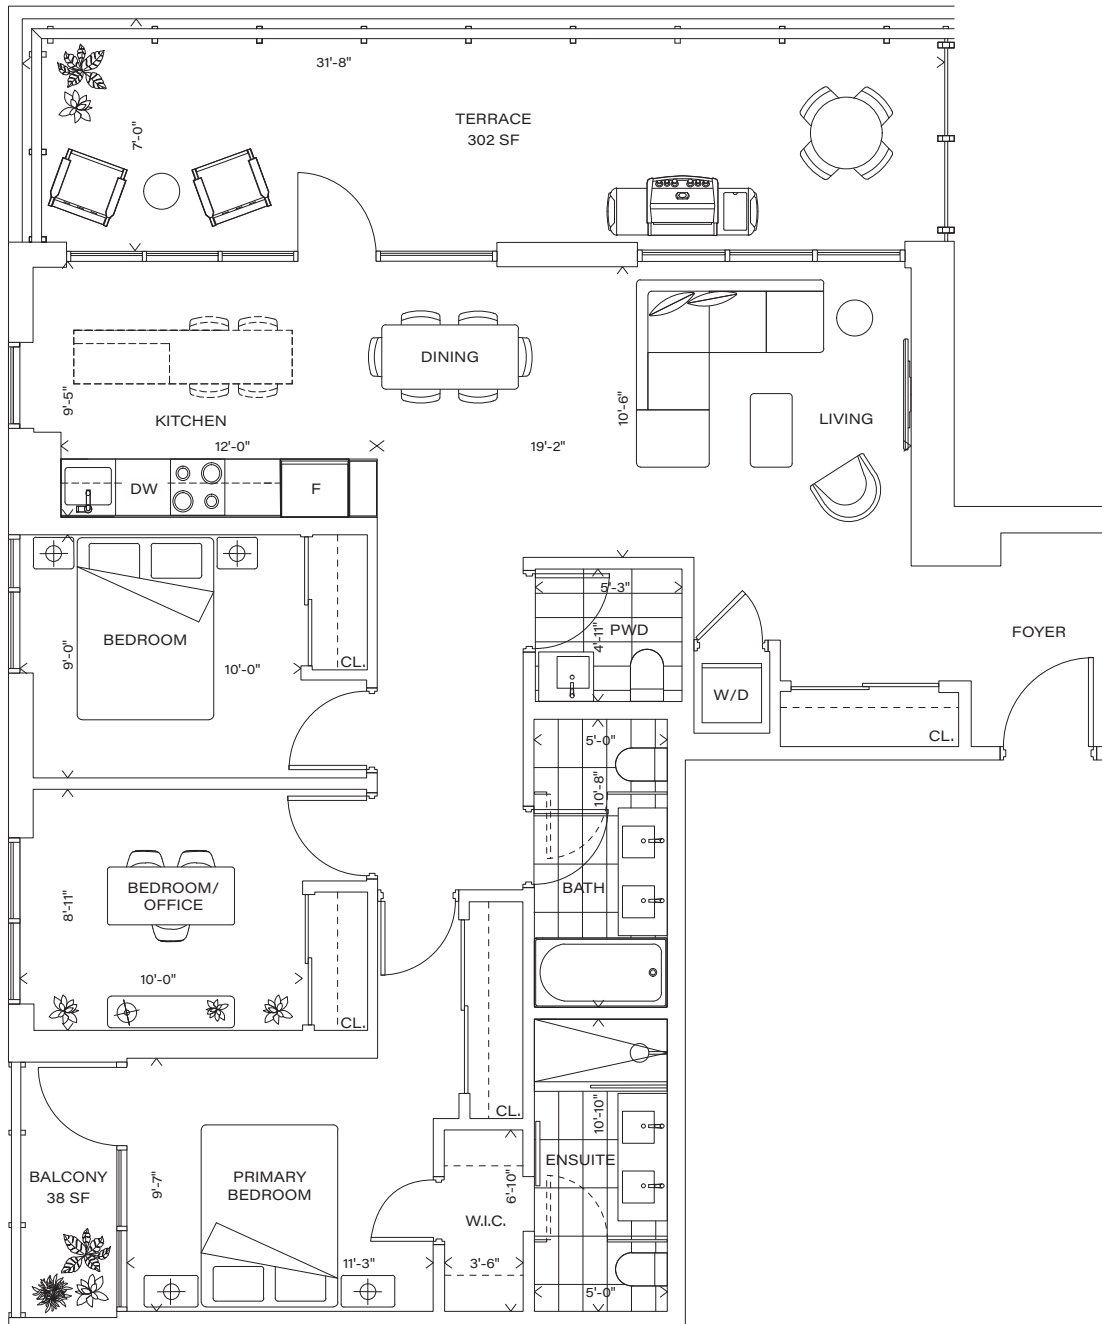 31'-8"
TERRACE
302 SF
7'-0"
DINING
9'-5"
KITCHEN
12'-0"
19'-2"
10'-6"
LIVING
DW
F
5'-3"
4'-11"
PWD
FOYER
BEDROOM
9'-0"
10'-0"
CL.
W/D
CL.
5'-0"
10'-8"
BATH
BEDROOM/
OFFICE
8'-11"
10'-0"
CL.
CL.
10'-10"
ENSUITE
BALCONY
38 SF
9'-7"
PRIMARY
BEDROOM
6'-10"
W.I.C.
11'-3"
3'-6"
5'-0"